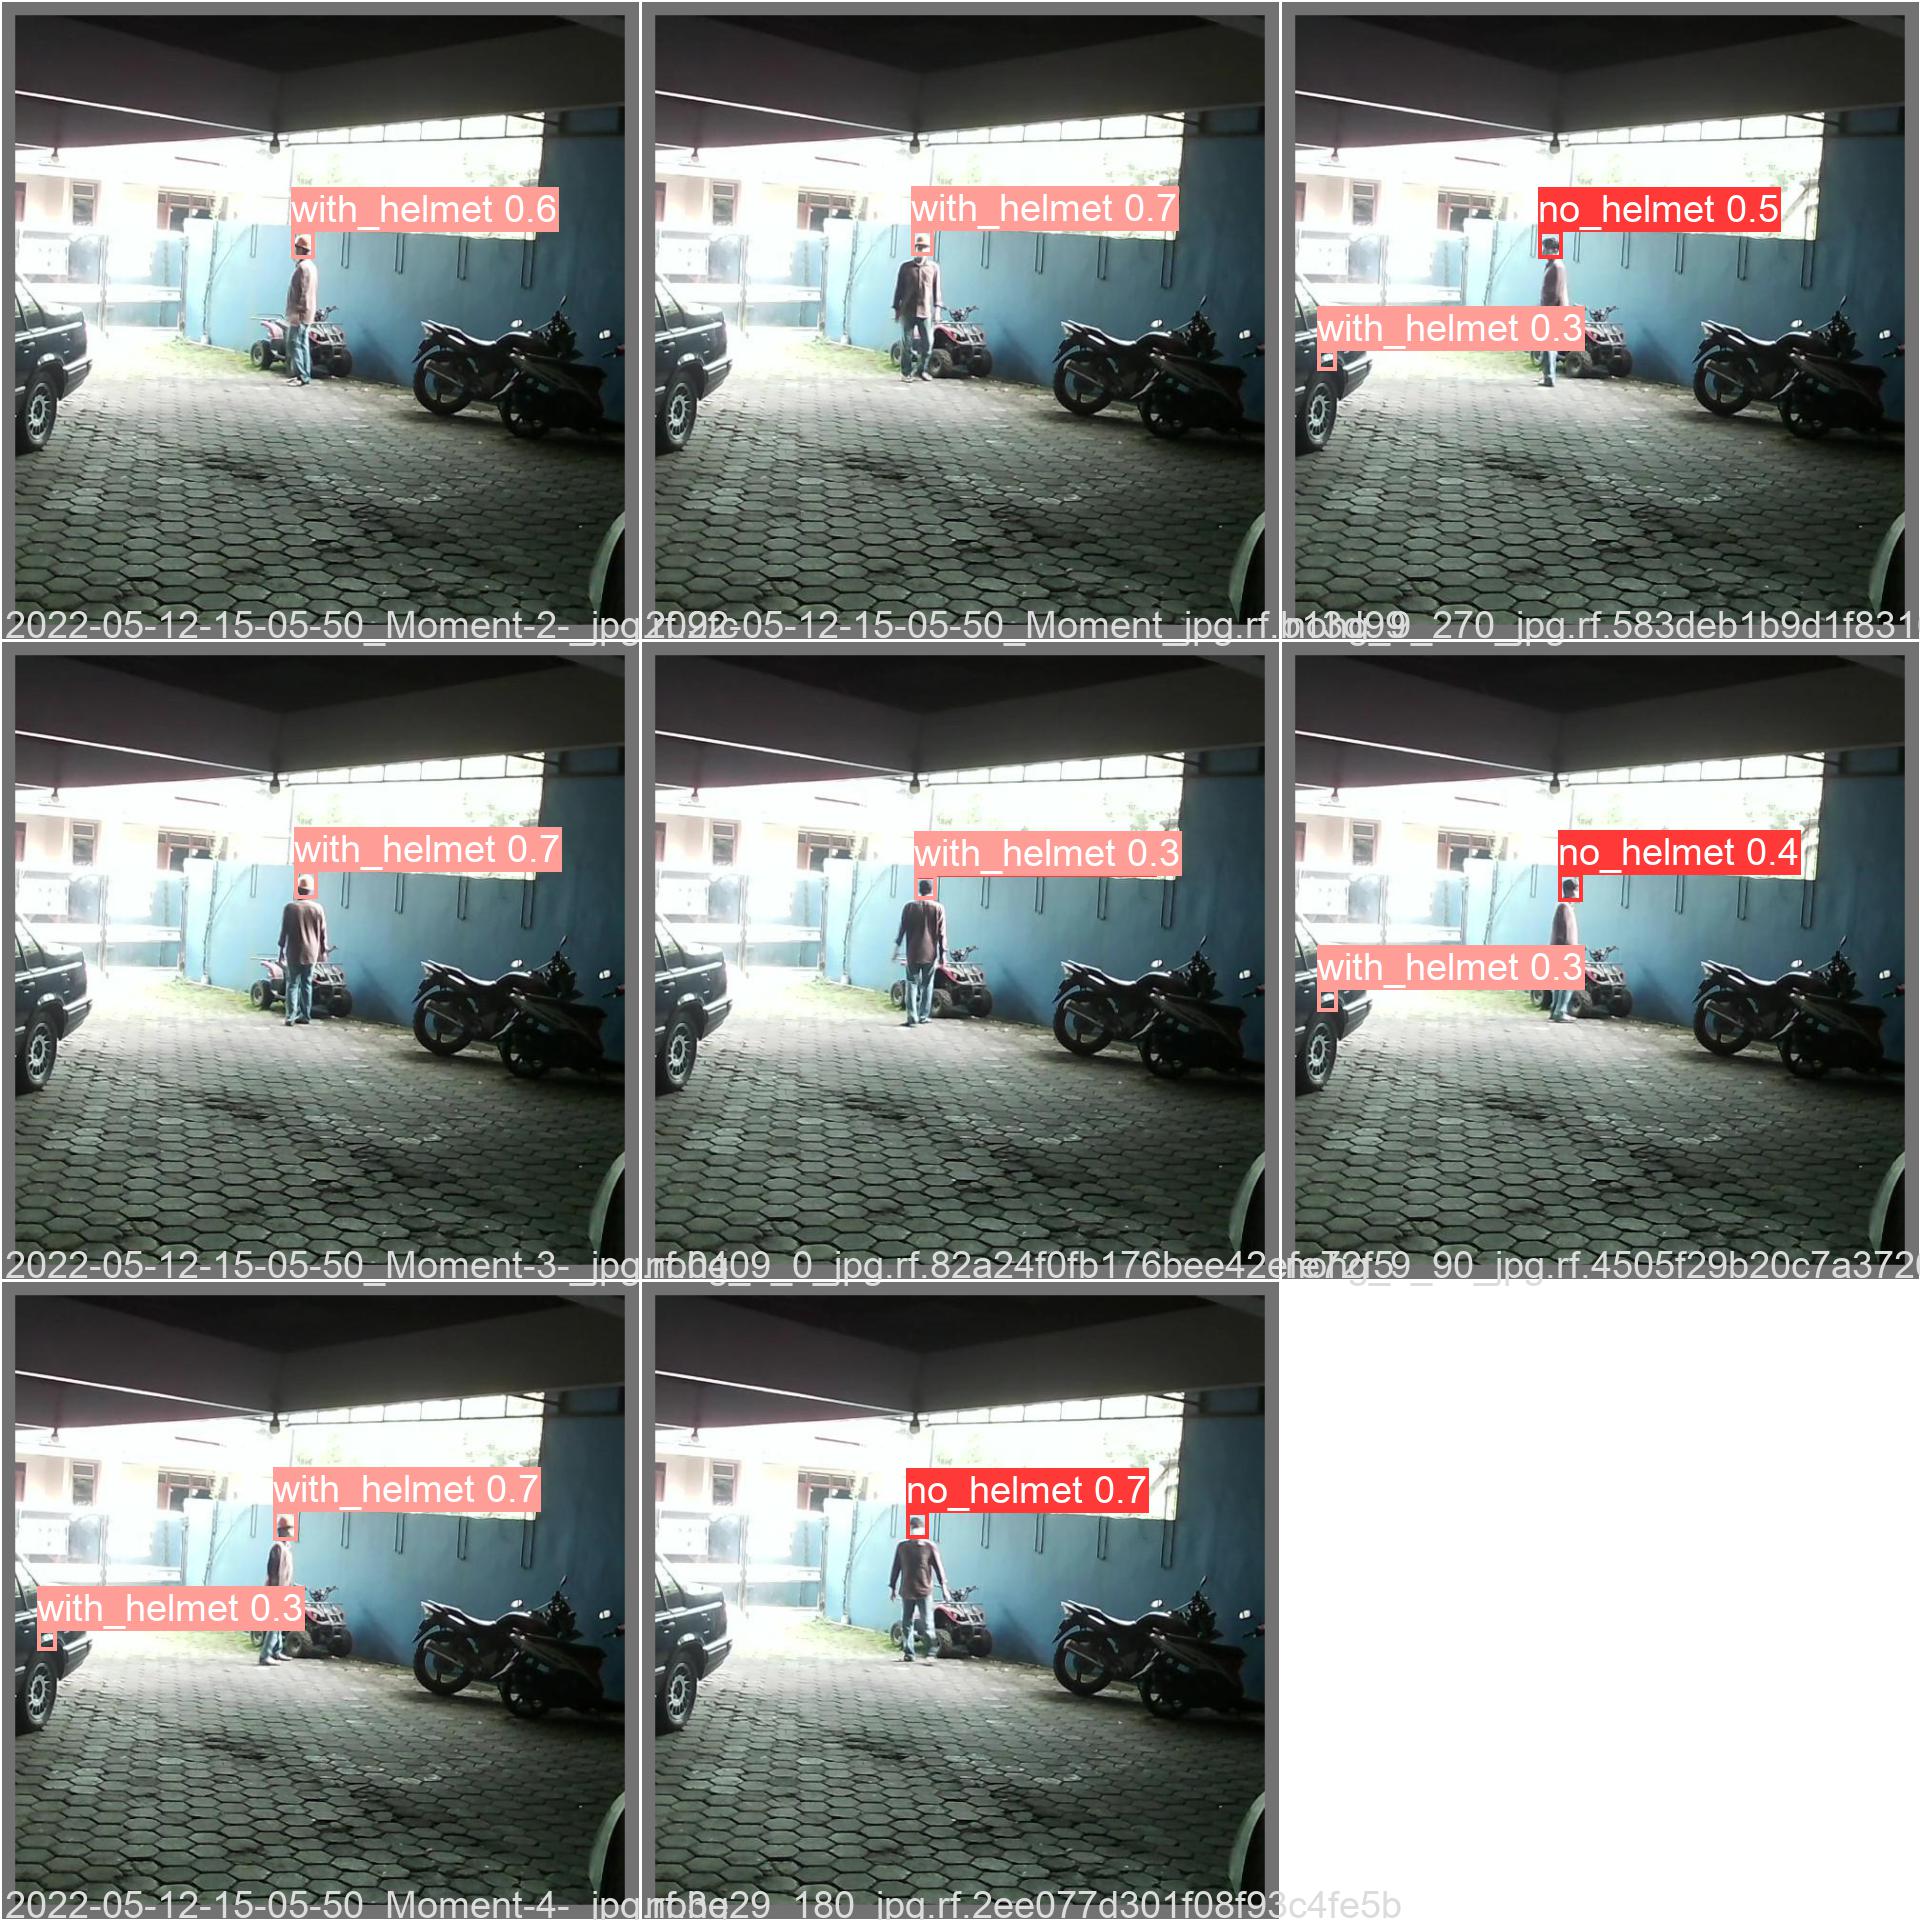 with_helmet 0.6
with_helmet 0.7
no_helmet 0.5
with_helmet 0.3
2022-05-12-15-05-50_Moment-2-_jpg
2022-05-12-15-05-50_Moment_jpg.rf.
_9_270_jpg.rf.583deb1b9d1f831
with_helmet 0.7
with_helmet 0.3
no_helmet 0.4
with_helmet 0.3
2022-05-12-15-05-50_Moment-3-_jpg
_9_0_jpg.rf.82a24f0fb176bee42
_9_90_jpg.rf.4505f29b20c7a372
with_helmet 0.7
with_helmet 0.3
no_helmet 0.7
2022-05-12-15-05-50_Moment-4-_jpg
_180_jpg.rf.2ee077d301f08f93c4fe5b